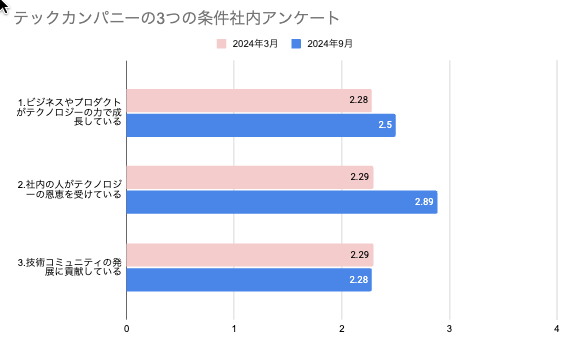 テックカンパニーの3つの条件社内アンケート
2024年3月
2024年9月
1.ビジネスやプロダクト
がテクノロジーの力で成
長している
2.28
2.5
2.社内の人がテクノロジ
ーの恩恵を受けている
2.29
2.89
3.技術コミュニティの発
展に貢献している
2.29
2.28
0
1
2
3
4